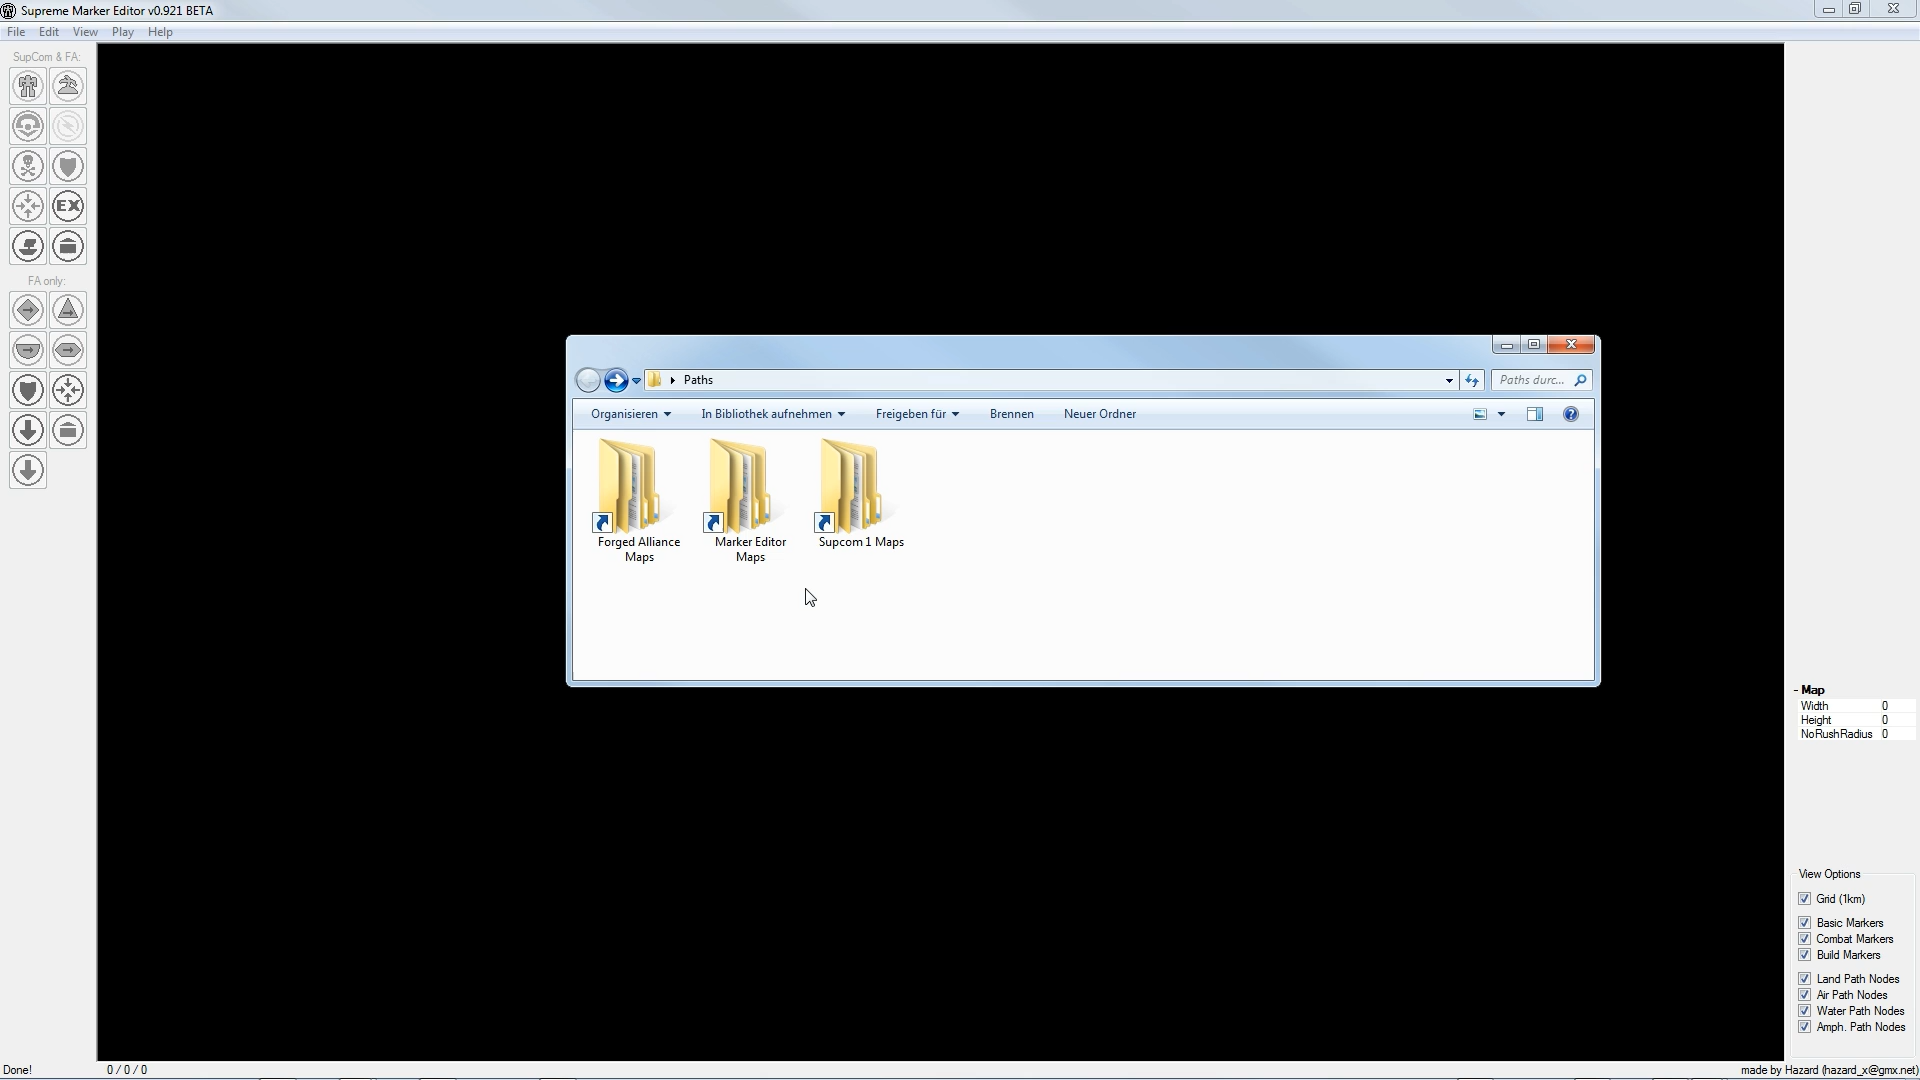 Supreme Marker Editor v0.921 BETA
File Edit View Play Help
SupCom & FA:
EX
FA only:
Paths
Paths durc...
Organisieren In Bibliothek aufnehmen Freigeben für Brennen Neuer Ordner
Forged Alliance
Maps
Marker Editor
Maps
Supcom 1 Maps
- Map
Width 0
Height 0
NoRushRadius 0
View Options
Grid (1km)
Basic Markers
Combat Markers
Build Markers
Land Path Nodes
Air Path Nodes
Water Path Nodes
Amph. Path Nodes
Done! 0 / 0 / 0
made by Hazard (hazard_x@gmx.net)